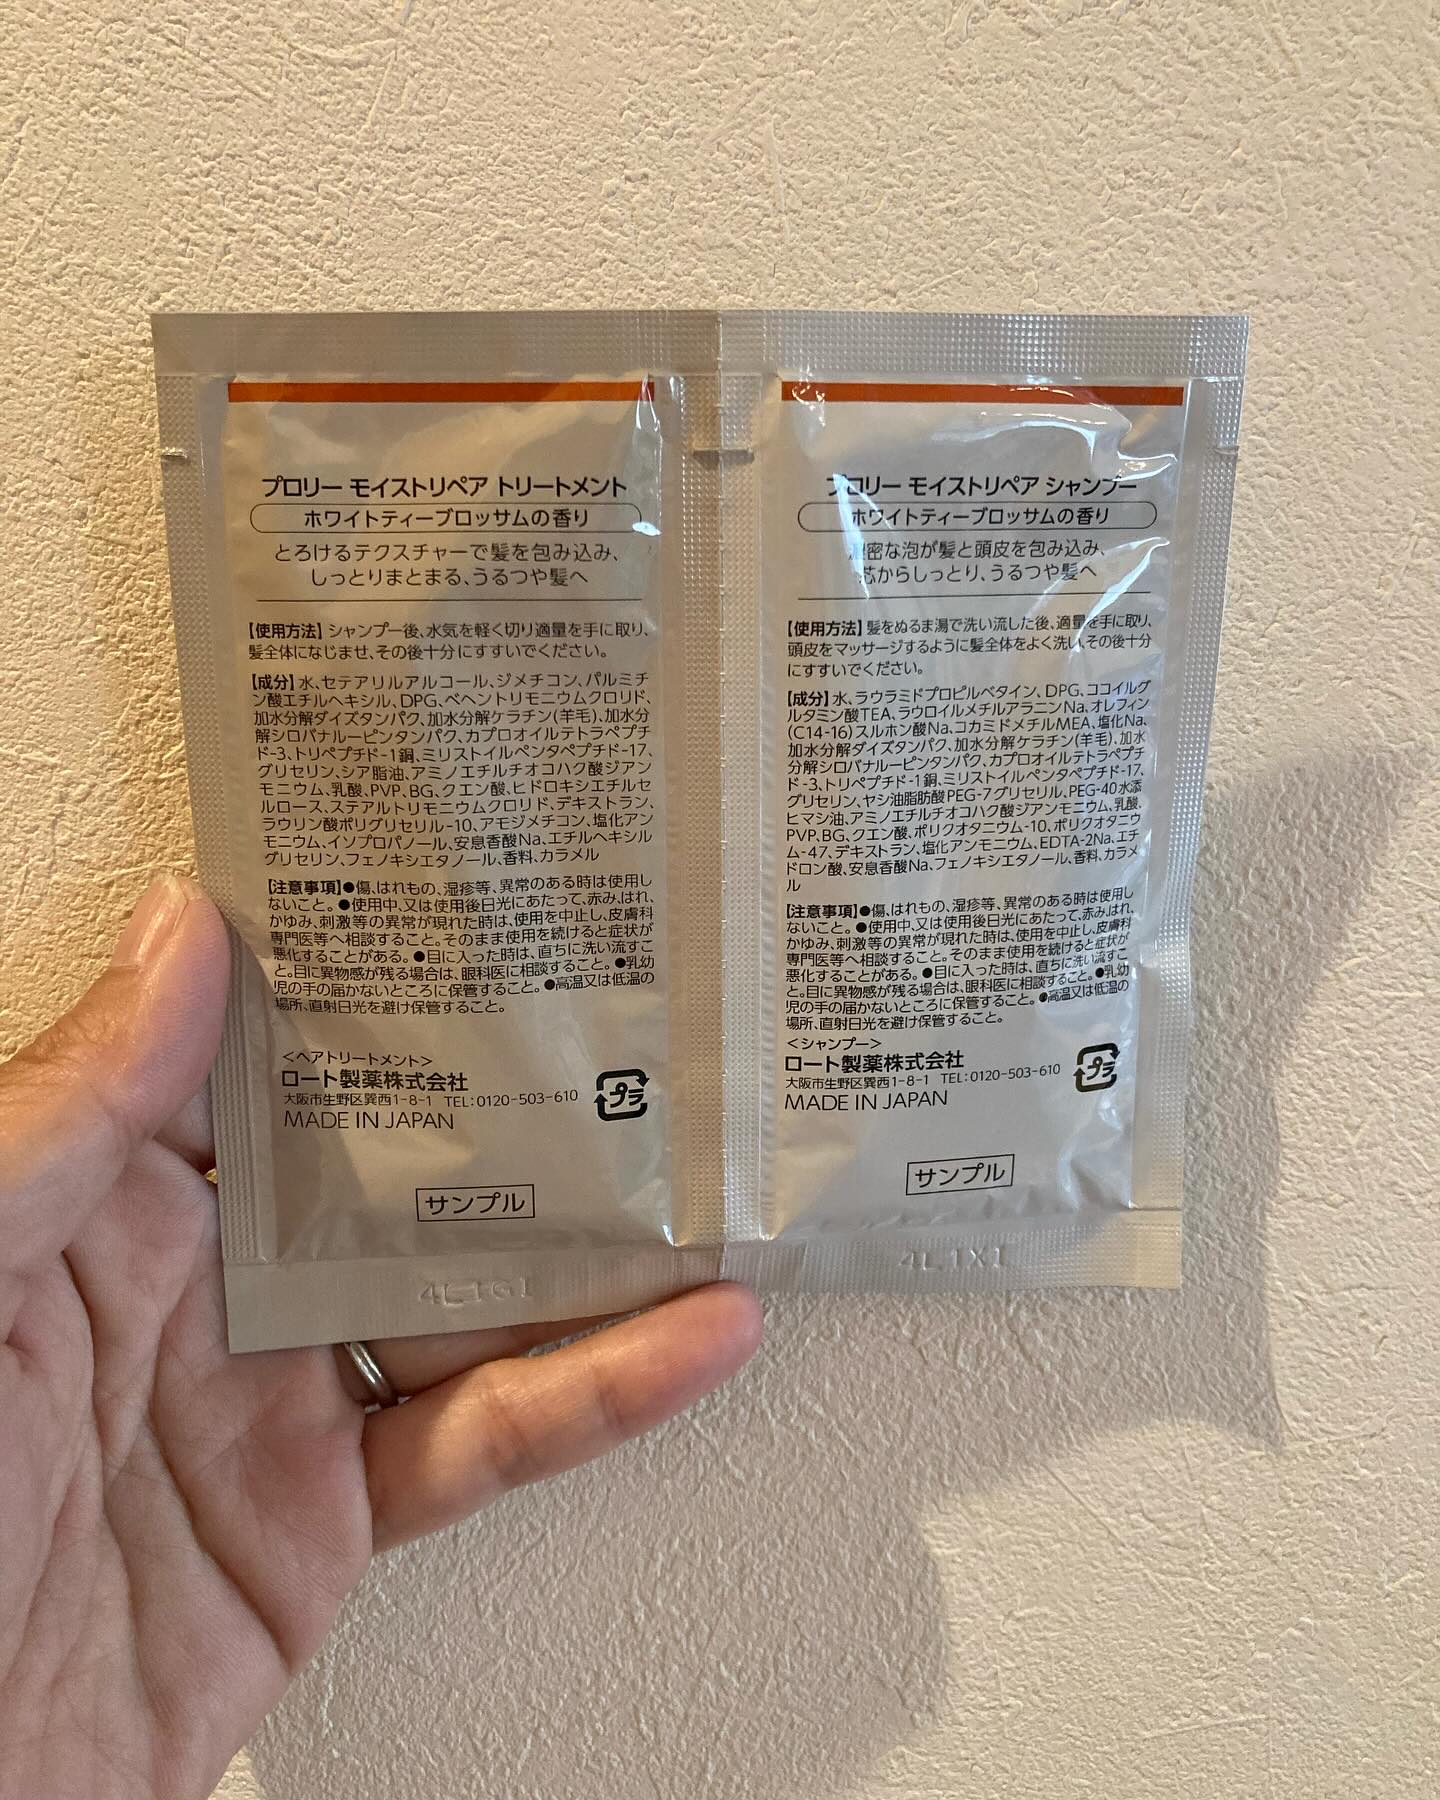 プロリー モイストリペア トリートメント
ホワイトティーブロッサムの香り
とろけるテクスチャーで髪を包み込み、
しっとりまとまる、うるつや髪へ
【使用方法】シャンプー後、水気を軽く切り適量を手に取り、
髪全体になじませ、その後十分にすすいでください。
【成分】水、セテアリルアルコール、ジメチコン、パルミチ
ン酸エチルヘキシル、DPG、ベヘントリモニウムクロリド、
加水分解ダイズタンパク、加水分解ケラチン(羊毛)、加水分
解シロバナルーピンタンパク、カプロオイルテトラペプチ
ド-3、トリペプチド-1銅、ミリストイルペンタペプチド-17、
グリセリン、シア脂油、アミノエチルチオコハク酸ジアン
モニウム、乳酸、PVP、BG、クエン酸、ヒドロキシエチルセ
ルロース、ステアルトリモニウムクロリド、デキストラン、
ラウリン酸ポリグリセリル-10、アモジメチコン、塩化アン
モニウム、イソプロパノール、安息香酸Na、エチルヘキシル
グリセリン、フェノキシエタノール、香料、カラメル
【注意事項】●傷、はれもの、湿疹等、異常のある時は使用し
ないこと。●使用中、又は使用後日光にあたって、赤み、はれ、
かゆみ、刺激等の異常が現れた時は、使用を中止し、皮膚科
専門医等へ相談すること。そのまま使用を続けると症状が
悪化することがある。●目に入った時は、直ちに洗い流すこ
と。目に異物感が残る場合は、眼科医に相談すること。●乳幼
児の手の届かないところに保管すること。●高温又は低温の
場所、直射日光を避け保管すること。
<ヘアトリートメント>
ロート製薬株式会社
大阪市生野区巽西1-8-1 TEL:0120-503-610
MADE IN JAPAN
プラ
サンプル
プロリー モイストリペア シャンプー
ホワイトティーブロッサムの香り
濃密な泡が髪と頭皮を包み込み、
芯からしっとり、うるつや髪へ
【使用方法】髪をぬるま湯で洗い流した後、適量を手に取り、
頭皮をマッサージするように髪全体をよく洗い、その後十分
にすすいでください。
【成分】水、ラウラミドプロピルベタイン、DPG、ココイルグ
ルタミン酸TEA、ラウロイルメチルアラニンNa、オレフィン
(C14-16)スルホン酸Na、コカミドメチルMEA、塩化Na、
加水分解ダイズタンパク、加水分解ケラチン(羊毛)、加水
分解シロバナルーピンタンパク、カプロオイルテトラペプチ
ド-3、トリペプチド-1銅、ミリストイルペンタペプチド-17、
グリセリン、ヤシ油脂肪酸PEG-7グリセリル、PEG-40水添
ヒマシ油、アミノエチルチオコハク酸ジアンモニウム、乳酸、
PVP、BG、クエン酸、ポリクオタニウム-10、ポリクオタニウ
ム-47、デキストラン、塩化アンモニウム、EDTA-2Na、エチ
ドロン酸、安息香酸Na、フェノキシエタノール、香料、カラメ
ル
【注意事項】●傷、はれもの、湿疹等、異常のある時は使用し
ないこと。●使用中、又は使用後日光にあたって、赤み、はれ、
かゆみ、刺激等の異常が現れた時は、使用を中止し、皮膚科
専門医等へ相談すること。そのまま使用を続けると症状が
悪化することがある。●目に入った時は、直ちに洗い流すこ
と。目に異物感が残る場合は、眼科医に相談すること。●乳幼
児の手の届かないところに保管すること。●高温又は低温の
場所、直射日光を避け保管すること。
<シャンプー>
ロート製薬株式会社
大阪市生野区巽西1-8-1 TEL:0120-503-610
MADE IN JAPAN
プラ
サンプル
4L1X1